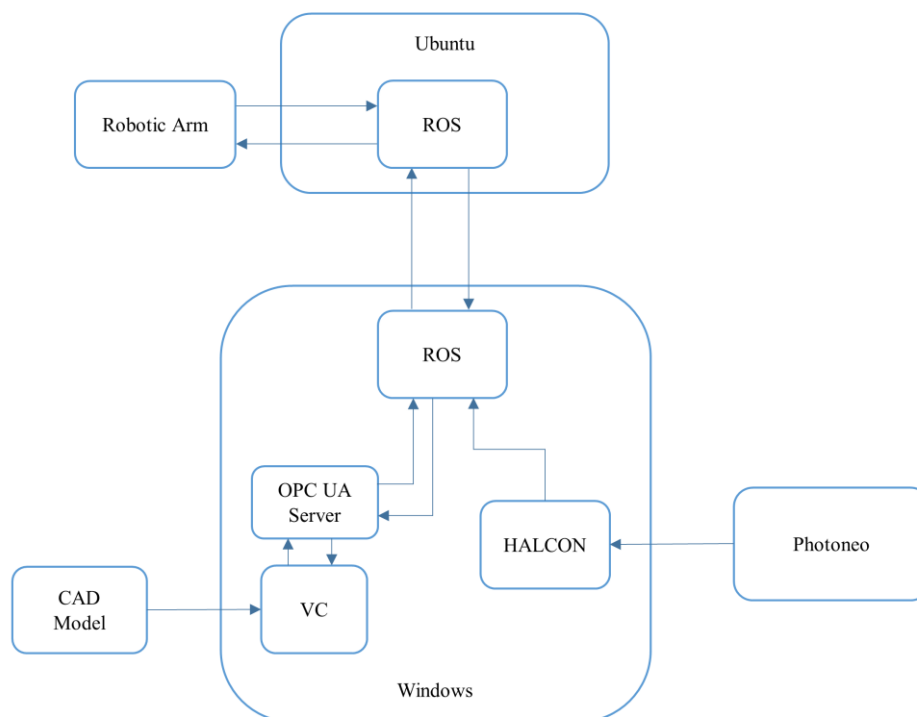 Ubuntu
Robotic Arm
ROS
ROS
OPC UA
Server
HALCON
Photoneo
CAD
Model
VC
Windows